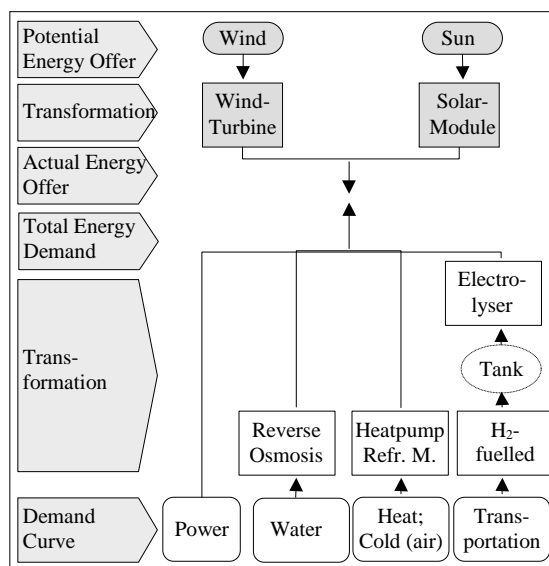 Potential
Energy Offer
Wind
Sun
Transformation
Wind-
Turbine
Solar-
Module
Actual Energy
Offer
Total Energy
Demand
Trans-
formation
Electro-
lyser
Tank
Reverse
Osmosis
Heatpump
Refr. M.
H2-
fuelled
Demand
Curve
Power
Water
Heat;
Cold (air)
Trans-
portation